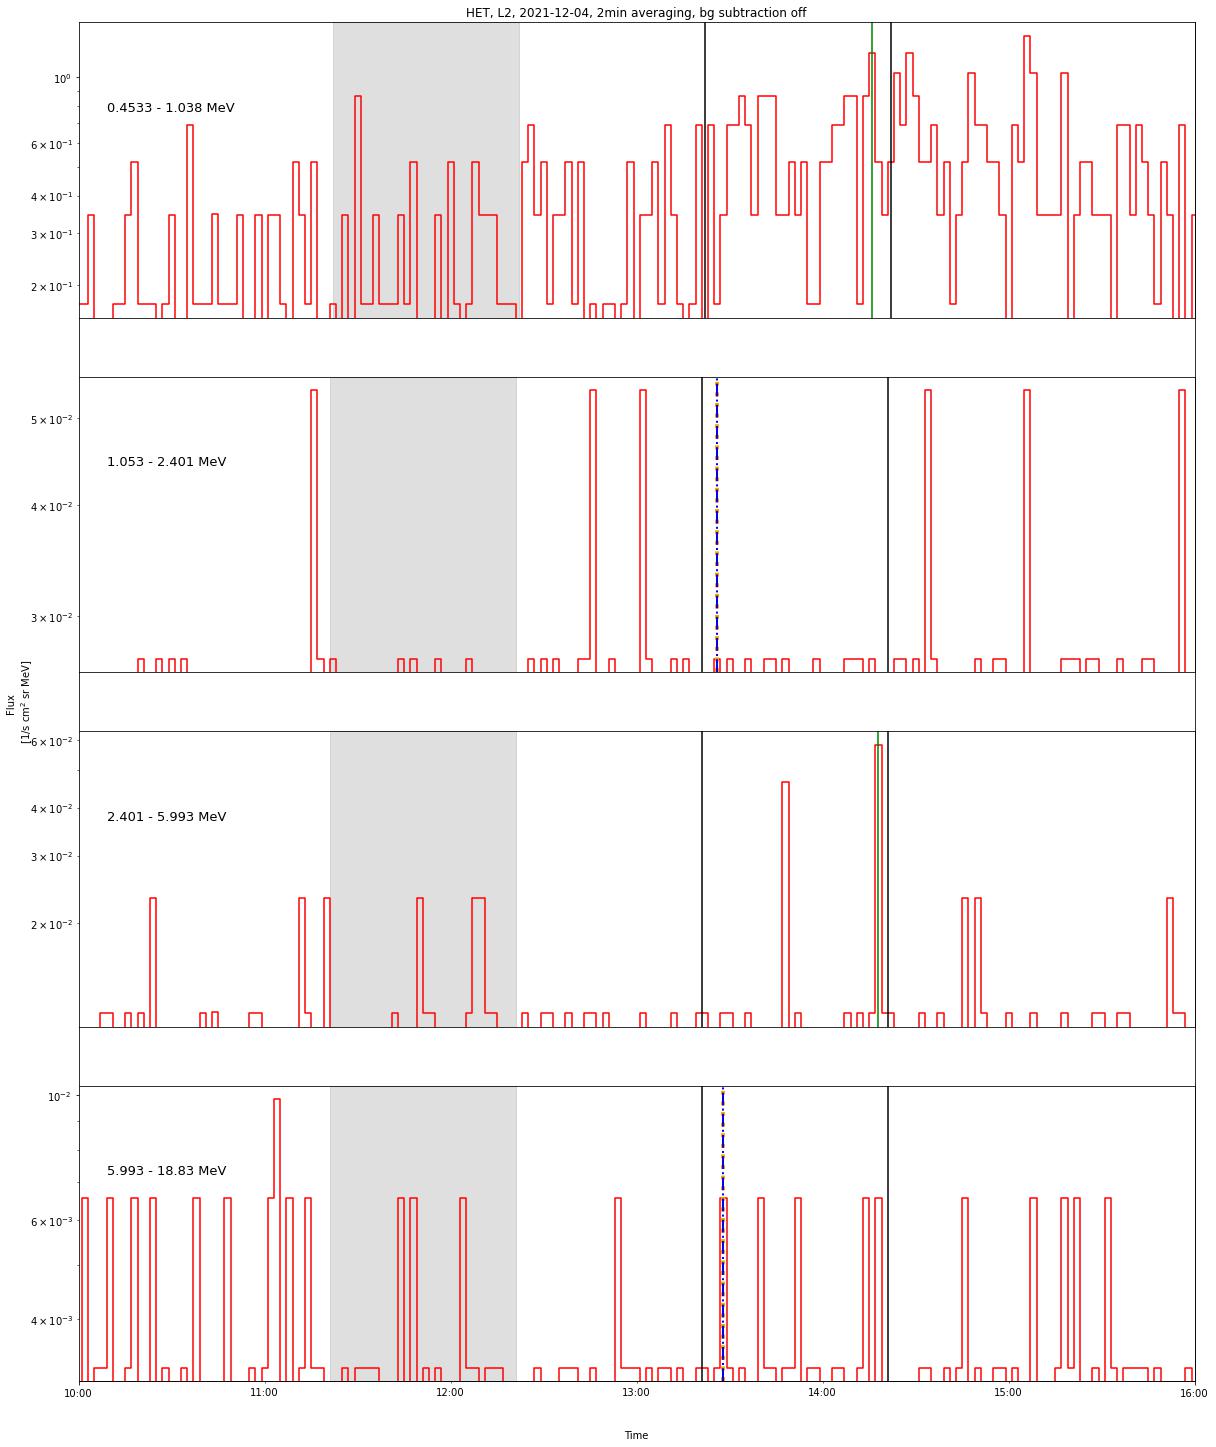 HET, L2, 2021-12-04, 2min averaging, bg subtraction off
10⁰
0.4533 - 1.038 MeV
6 × 10⁻¹
4 × 10⁻¹
3 × 10⁻¹
2 × 10⁻¹
5 × 10⁻²
1.053 - 2.401 MeV
4 × 10⁻²
3 × 10⁻²
Flux
[1/s cm² sr MeV]
6 × 10⁻²
4 × 10⁻²
2.401 - 5.993 MeV
3 × 10⁻²
2 × 10⁻²
10⁻²
5.993 - 18.83 MeV
6 × 10⁻³
4 × 10⁻³
10:00 11:00 12:00 13:00 14:00 15:00 16:00
Time